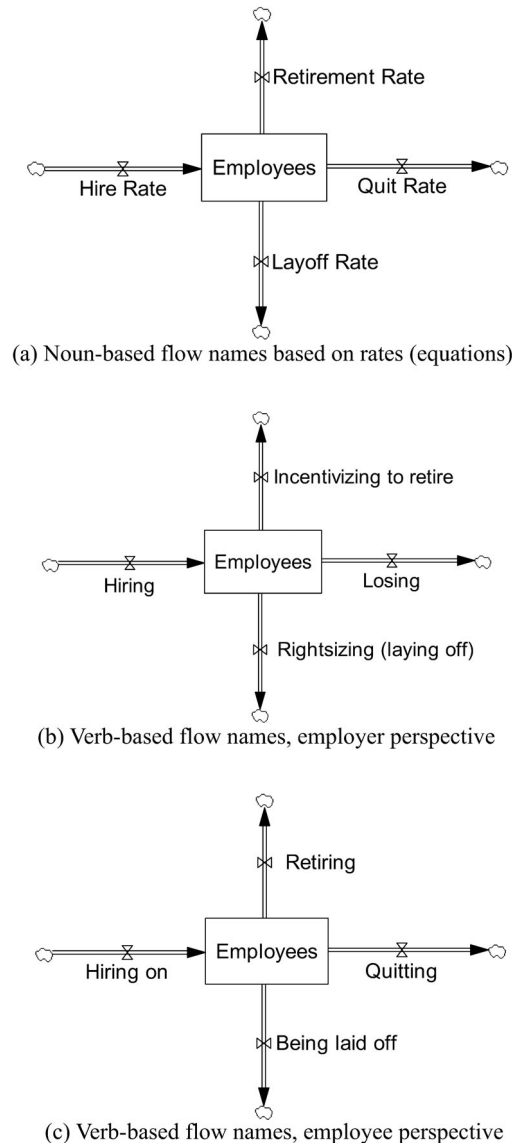 Retirement Rate
Employees
Hire Rate
Quit Rate
Layoff Rate
(a) Noun-based flow names based on rates (equations)
Incentivizing to retire
Employees
Hiring
Losing
Rightsizing (laying off)
(b) Verb-based flow names, employer perspective
Retiring
Employees
Hiring on
Quitting
Being laid off
(c) Verb-based flow names, employee perspective